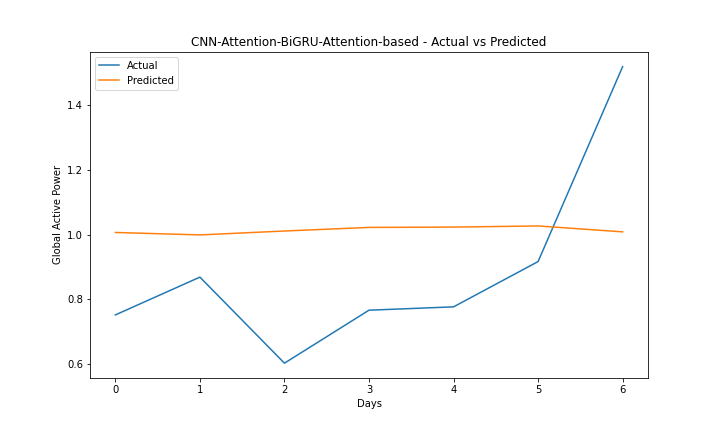 CNN-Attention-BiGRU-Attention-based - Actual vs Predicted
Actual
Predicted
Global Active Power
1.4
1.2
1.0
0.8
0.6
0 1 2 3 4 5 6
Days